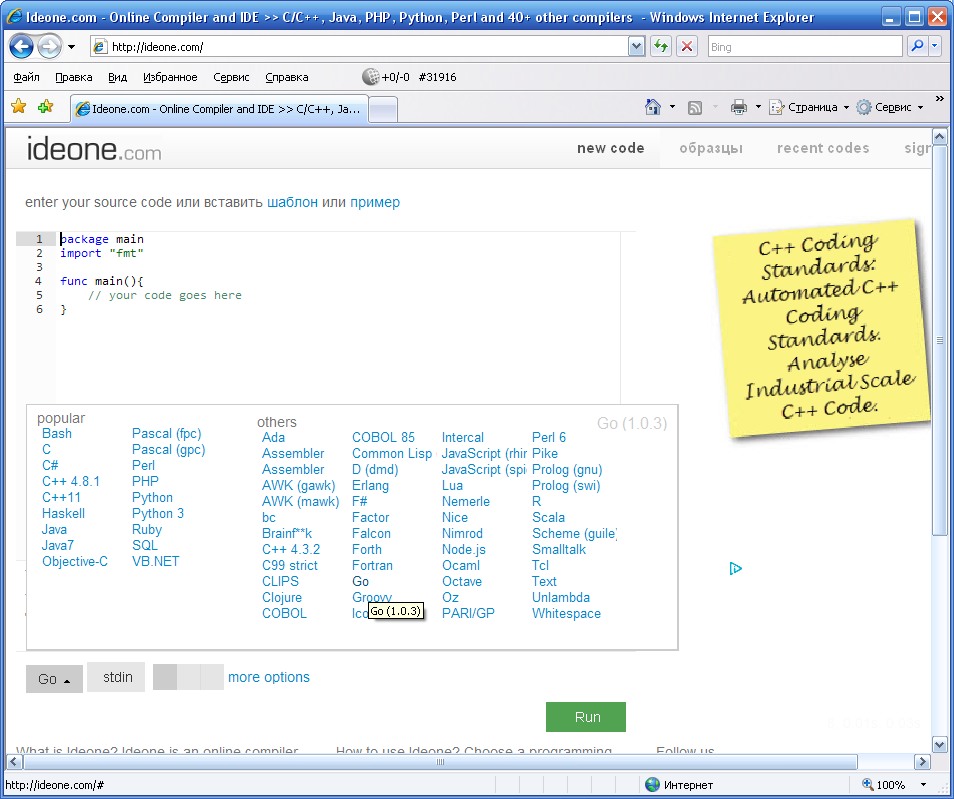 Ideone.com - Online Compiler and IDE >> C/C++, Java, PHP, Python, Perl and 40+ other compilers - Windows Internet Explorer
http://ideone.com/
Bing
Файл Правка Вид Избранное Сервис Справка +0/-0 #31916
Ideone.com - Online Compiler and IDE >> C/C++, Ja...
Страница Сервис »
ideone.com new code образцы recent codes sign
enter your source code или вставить шаблон или пример
1 package main
2 import "fmt"
3
4 func main(){
5 // your code goes here
6 }
C++ Coding
Standards:
Automated C++
Coding
Standards.
Analyse
Industrial Scale
C++ Code.
popular
Bash Pascal (fpc)
C Pascal (gpc)
C# Perl
C++ 4.8.1 PHP
C++11 Python
Haskell Python 3
Java Ruby
Java7 SQL
Objective-C VB.NET
others Go (1.0.3)
Ada COBOL 85 Intercal Perl 6
Assembler Common Lisp JavaScript (rhin Pike
Assembler D (dmd) JavaScript (spi Prolog (gnu)
AWK (gawk) Erlang Lua Prolog (swi)
AWK (mawk) F# Nemerle R
bc Factor Nice Scala
Brainf**k Falcon Nimrod Scheme (guile)
C++ 4.3.2 Forth Node.js Smalltalk
C99 strict Fortran Ocaml Tcl
CLIPS Go Octave Text
Clojure Groovy Oz Unlambda
COBOL Ico PARI/GP Whitespace
Go (1.0.3)
Go stdin more options
Run
What is Ideone? Ideone is an online compiler How to use Ideone? Choose a programming Follow us
http://ideone.com/# Интернет 100%